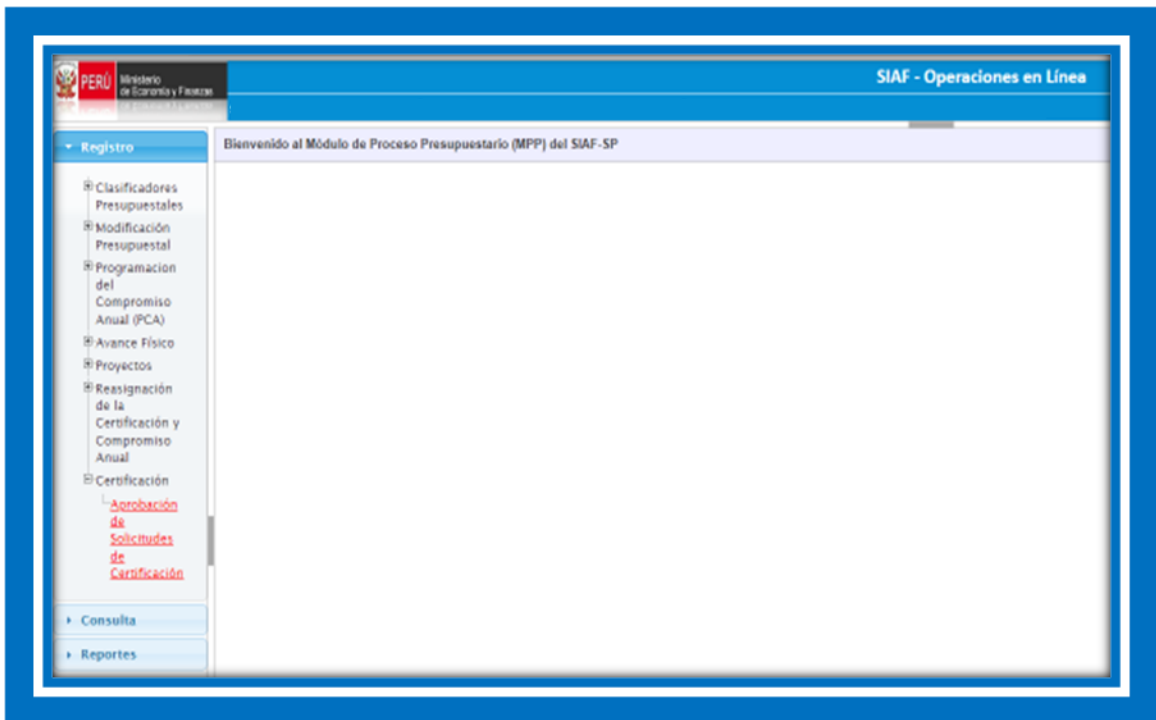 PERÚ
Ministerio
de Economía y Finanzas
SIAF - Operaciones en Línea
Registro
Bienvenido al Módulo de Proceso Presupuestario (MPP) del SIAF-SP
Clasificadores
Presupuestales
Modificación
Presupuestal
Programacion
del
Compromiso
Anual (PCA)
Avance Físico
Proyectos
Reasignación
de la
Certificación y
Compromiso
Anual
Certificación
Aprobación
de
Solicitudes
de
Certificación
Consulta
Reportes